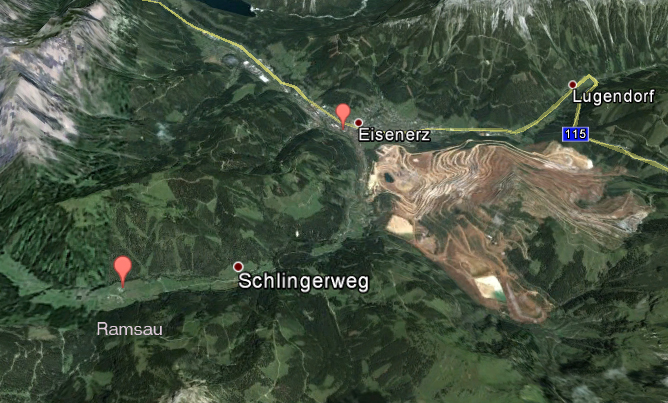 Lugendorf
Eisenerz
115
Schlingerweg
Ramsau